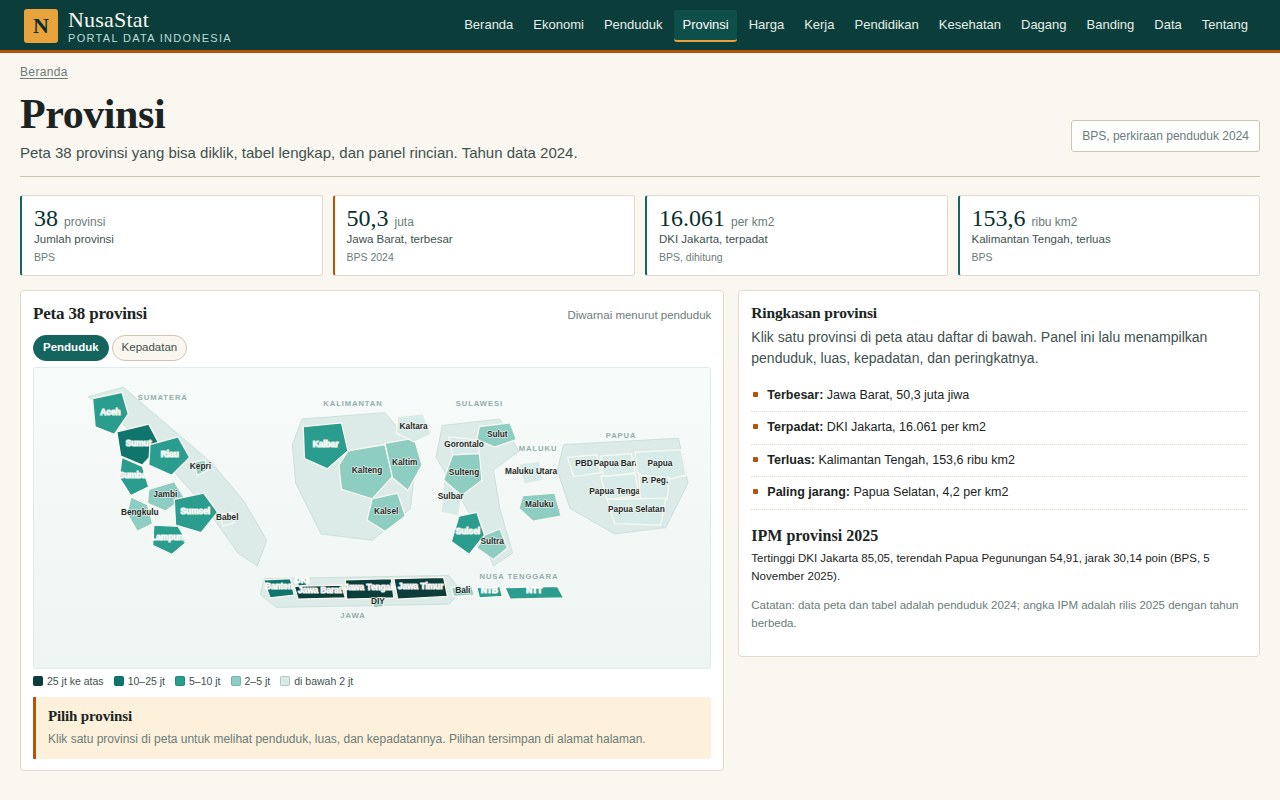 N
NusaStat
PORTAL DATA INDONESIA
Beranda Ekonomi Penduduk Provinsi Harga Kerja Pendidikan Kesehatan Dagang Banding Data Tentang
Beranda
Provinsi
Peta 38 provinsi yang bisa diklik, tabel lengkap, dan panel rincian. Tahun data 2024.
BPS, perkiraan penduduk 2024
38 provinsi
Jumlah provinsi
BPS
50,3 juta
Jawa Barat, terbesar
BPS 2024
16.061 per km2
DKI Jakarta, terpadat
BPS, dihitung
153,6 ribu km2
Kalimantan Tengah, terluas
BPS
Peta 38 provinsi
Diwarnai menurut penduduk
Penduduk Kepadatan
SUMATERA
KALIMANTAN
SULAWESI
MALUKU
PAPUA
NUSA TENGGARA
JAWA
Aceh
Sumut
Riau
Kepri
Jambi
Bengkulu
Sumsel
Babel
Kalbar
Kaltara
Kalteng
Kaltim
Kalsel
Gorontalo
Sulut
Sulteng
Sulbar
Sulsel
Sultra
Maluku Utara
Maluku
PBD
Papua Bar
Papua
P. Peg.
Papua Tenga
Papua Selatan
Banten
Jawa Barat
Jawa Timur
DIY
Bali
NTB
NTT
25 jt ke atas
10–25 jt
5–10 jt
2–5 jt
di bawah 2 jt
Pilih provinsi
Klik satu provinsi di peta untuk melihat penduduk, luas, dan kepadatannya. Pilihan tersimpan di alamat halaman.
Ringkasan provinsi
Klik satu provinsi di peta atau daftar di bawah. Panel ini lalu menampilkan
penduduk, luas, kepadatan, dan peringkatnya.
Terbesar: Jawa Barat, 50,3 juta jiwa
Terpadat: DKI Jakarta, 16.061 per km2
Terluas: Kalimantan Tengah, 153,6 ribu km2
Paling jarang: Papua Selatan, 4,2 per km2
IPM provinsi 2025
Tertinggi DKI Jakarta 85,05, terendah Papua Pegunungan 54,91, jarak 30,14 poin (BPS, 5
November 2025).
Catatan: data peta dan tabel adalah penduduk 2024; angka IPM adalah rilis 2025 dengan tahun
berbeda.